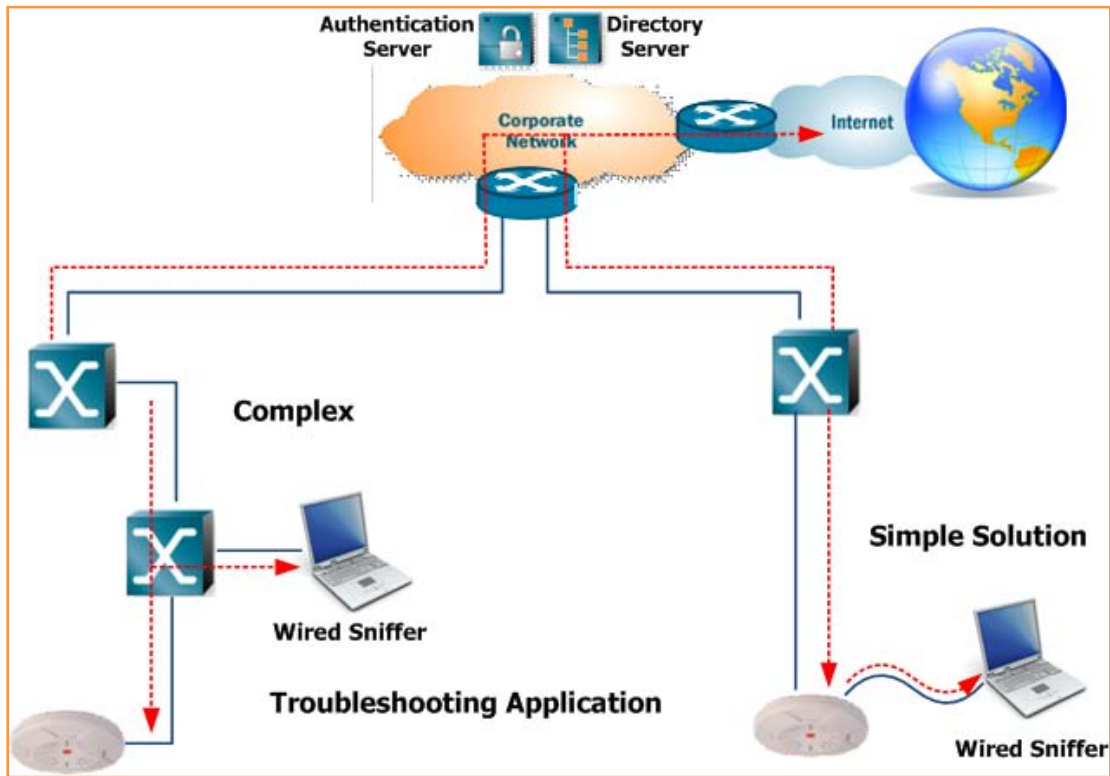 Authentication
Server
Directory
Server
Corporate
Network
Internet
Complex
Simple Solution
Wired Sniffer
Troubleshooting Application
Wired Sniffer